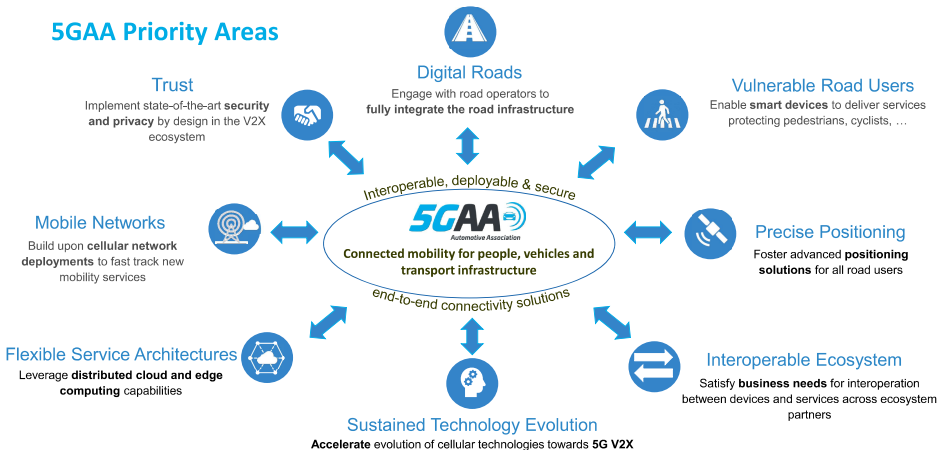 5GAA Priority Areas
Digital Roads
Engage with road operators to
fully integrate the road infrastructure
Trust
Implement state-of-the-art security
and privacy by design in the V2X
ecosystem
Vulnerable Road Users
Enable smart devices to deliver services
protecting pedestrians, cyclists, …
Interoperable, deployable & secure
5GAA
Automotive Association
Connected mobility for people, vehicles and
transport infrastructure
end-to-end connectivity solutions
Mobile Networks
Build upon cellular network
deployments to fast track new
mobility services
Precise Positioning
Foster advanced positioning
solutions for all road users
Flexible Service Architectures
Leverage distributed cloud and edge
computing capabilities
Interoperable Ecosystem
Satisfy business needs for interoperation
between devices and services across ecosystem
partners
Sustained Technology Evolution
Accelerate evolution of cellular technologies towards 5G V2X